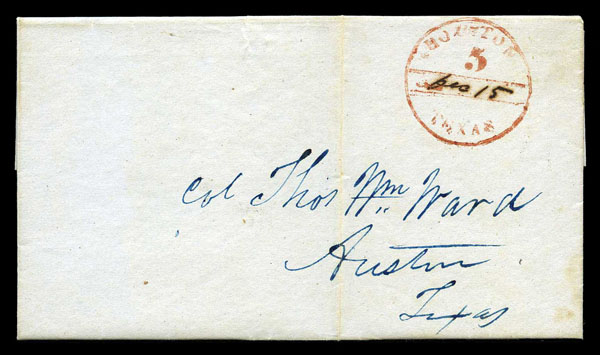 HOUSTON
5
Dec 15
TEXAS
Col Thos Wm Ward
Austin
Texas